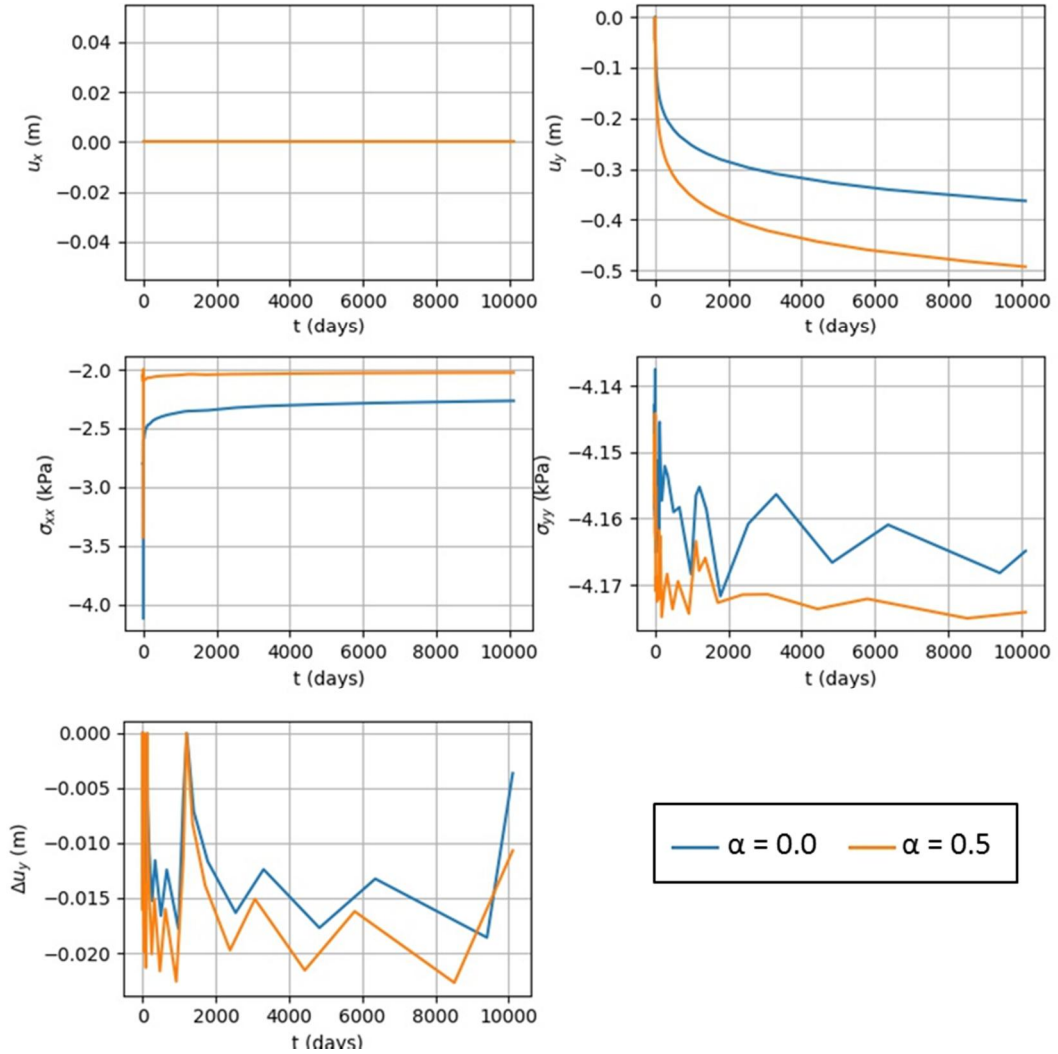 u_x (m)
0.04
0.02
0.00
−0.02
−0.04
0 2000 4000 6000 8000 10000
t (days)
u_y (m)
0.0
−0.1
−0.2
−0.3
−0.4
−0.5
0 2000 4000 6000 8000 10000
t (days)
σ_xx (kPa)
−2.0
−2.5
−3.0
−3.5
−4.0
0 2000 4000 6000 8000 10000
t (days)
σ_yy (kPa)
−4.14
−4.15
−4.16
−4.17
0 2000 4000 6000 8000 10000
t (days)
Δu_y (m)
0.000
−0.005
−0.010
−0.015
−0.020
0 2000 4000 6000 8000 10000
t (days)
α = 0.0 α = 0.5